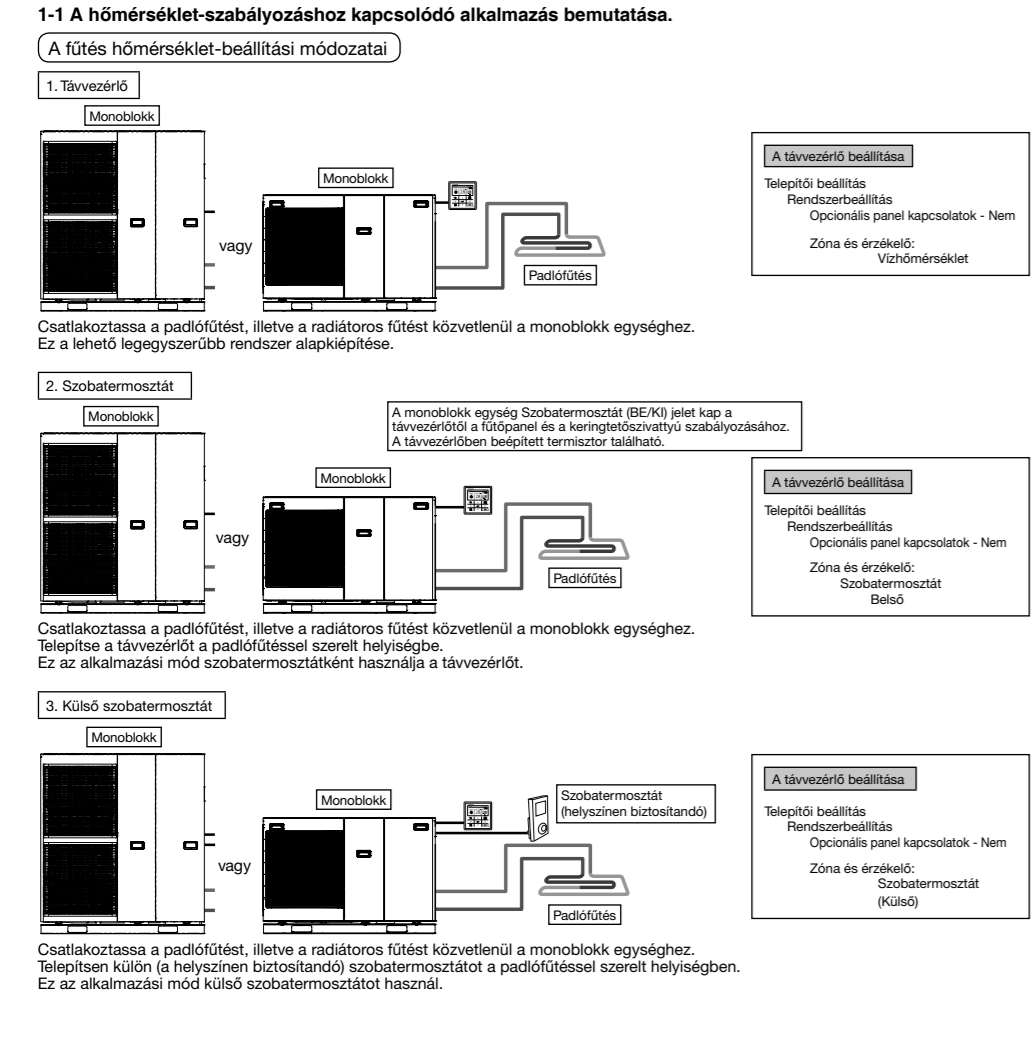 1-1 A hőmérséklet-szabályozáshoz kapcsolódó alkalmazás bemutatása.
A fűtés hőmérséklet-beállítási módozatai
1. Távvezérlő
Monoblokk
vagy
Monoblokk
Padlófűtés
A távvezérlő beállítása
Telepítői beállítás
Rendszerbeállítás
Opcionális panel kapcsolatok - Nem
Zóna és érzékelő:
Vízhőmérséklet
Csatlakoztassa a padlófűtést, illetve a radiátoros fűtést közvetlenül a monoblokk egységhez.
Ez a lehető legegyszerűbb rendszer alapkiépítése.
2. Szobatermosztát
Monoblokk
vagy
Monoblokk
A monoblokk egység Szobatermosztát (BE/KI) jelet kap a
távvezérlőtől a fűtőpanel és a keringtetőszivattyú szabályozásához.
A távvezérlőben beépített termisztor található.
Padlófűtés
A távvezérlő beállítása
Telepítői beállítás
Rendszerbeállítás
Opcionális panel kapcsolatok - Nem
Zóna és érzékelő:
Szobatermosztát
Belső
Csatlakoztassa a padlófűtést, illetve a radiátoros fűtést közvetlenül a monoblokk egységhez.
Telepítse a távvezérlőt a padlófűtéssel szerelt helyiségbe.
Ez az alkalmazási mód szobatermosztátként használja a távvezérlőt.
3. Külső szobatermosztát
Monoblokk
vagy
Monoblokk
Szobatermosztát
(helyszínen biztosítandó)
Padlófűtés
A távvezérlő beállítása
Telepítői beállítás
Rendszerbeállítás
Opcionális panel kapcsolatok - Nem
Zóna és érzékelő:
Szobatermosztát
(Külső)
Csatlakoztassa a padlófűtést, illetve a radiátoros fűtést közvetlenül a monoblokk egységhez.
Telepítsen külön (a helyszínen biztosítandó) szobatermosztátot a padlófűtéssel szerelt helyiségben.
Ez az alkalmazási mód külső szobatermosztátot használ.